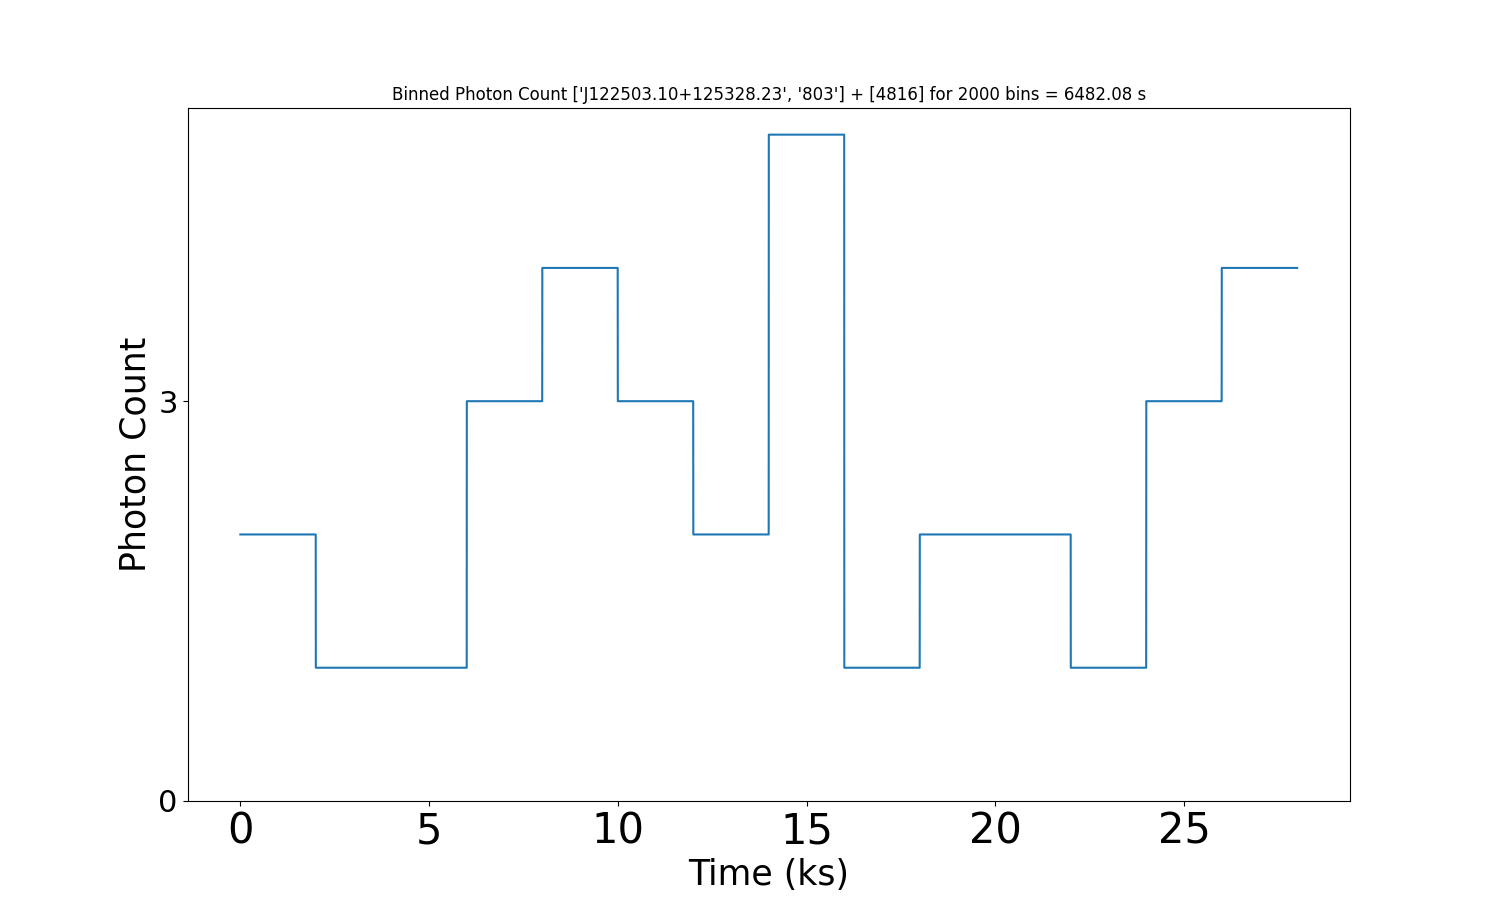 Binned Photon Count ['J122503.10+125328.23', '803'] + [4816] for 2000 bins = 6482.08 s
Photon Count
3
0
0 5 10 15 20 25
Time (ks)